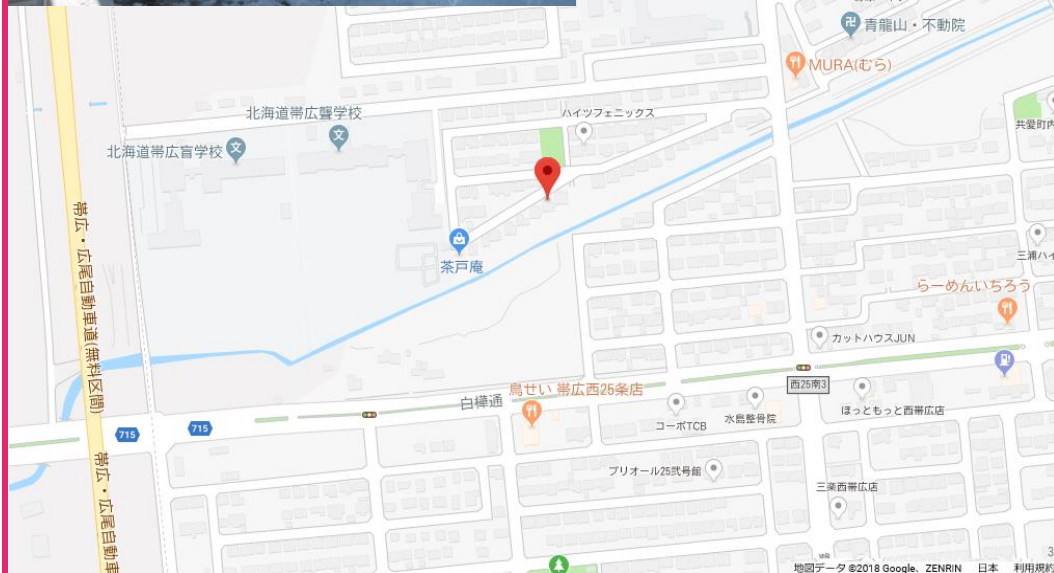 青龍山・不動院
MURA(むら)
北海道帯広聾学校
ハイツフェニックス
共愛町内
北海道帯広盲学校
帯広・広尾自動車道(無料区間)
茶戸庵
三浦ハイ
らーめんいちろう
カットハウスJUN
西25南3
鳥せい 帯広西25条店
白樺通
ほっともっと西帯広店
コーポTCB
水島整骨院
715
715
帯広・広尾自動車
プリオール25弐号館
三楽西帯広店
地図データ ©2018 Google、ZENRIN 日本 利用規約
3